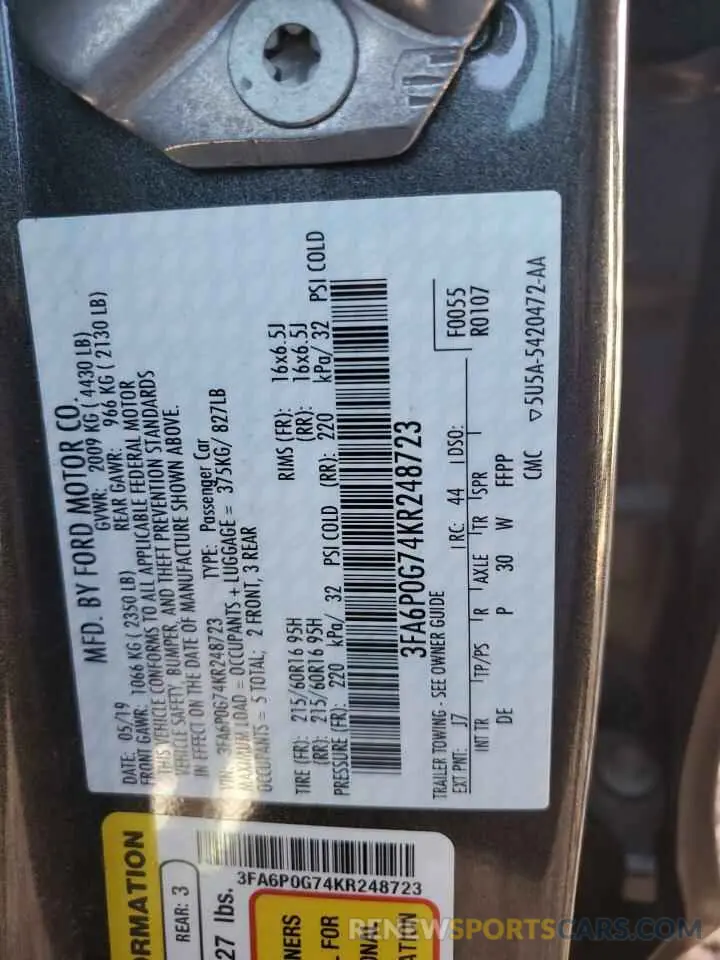 MFD. BY FORD MOTOR CO.
DATE: 05/19 GVWR: 2009 KG ( 4430 LB)
FRONT GAWR: 1066 KG ( 2350 LB) REAR GAWR: 966 KG ( 2130 LB)
THIS VEHICLE CONFORMS TO ALL APPLICABLE FEDERAL MOTOR
VEHICLE SAFETY, BUMPER, AND THEFT PREVENTION STANDARDS
IN EFFECT ON THE DATE OF MANUFACTURE SHOWN ABOVE.
VIN: 3FA6P0G74KR248723 TYPE: Passenger Car
MAXIMUM LOAD = OCCUPANTS + LUGGAGE = 375KG/ 827LB
OCCUPANTS = 5 TOTAL; 2 FRONT, 3 REAR
TIRE (FR): 215/60R16 95H RIMS (FR): 16x6.5J
(RR): 215/60R16 95H (RR): 16x6.5J
PRESSURE (FR): 220 kPa/ 32 PSI COLD (RR): 220 kPa/ 32 PSI COLD
3FA6P0G74KR248723
TRAILER TOWING - SEE OWNER GUIDE
F0055
R0107
EXT PNT: J7 RC: 44 DSO:
INT TR TP/PS R AXLE TR SPR
DE P 30 W FFPP
CMC ▽5U5A-5420472-AA
ORMATION
REAR: 3
27 lbs.
3FA6P0G74KR248723
NERS
L FOR
ONAL
ATION
RENEWSPORTSCARS.COM